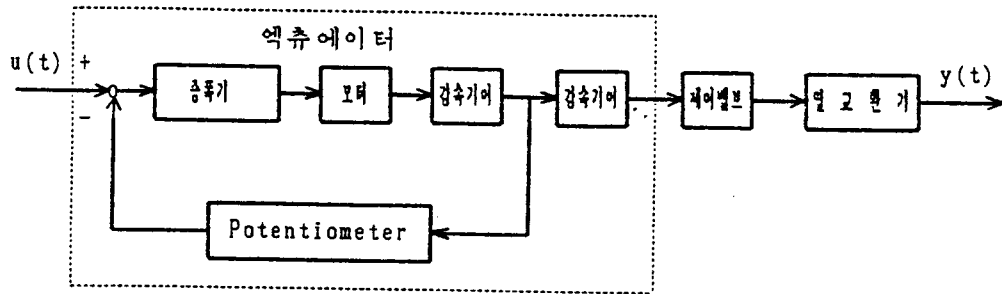 엑츄에이터
u(t)
+
-
증폭기
모터
감속기어
감속기어
제어벨브
열교환기
y(t)
Potentiometer